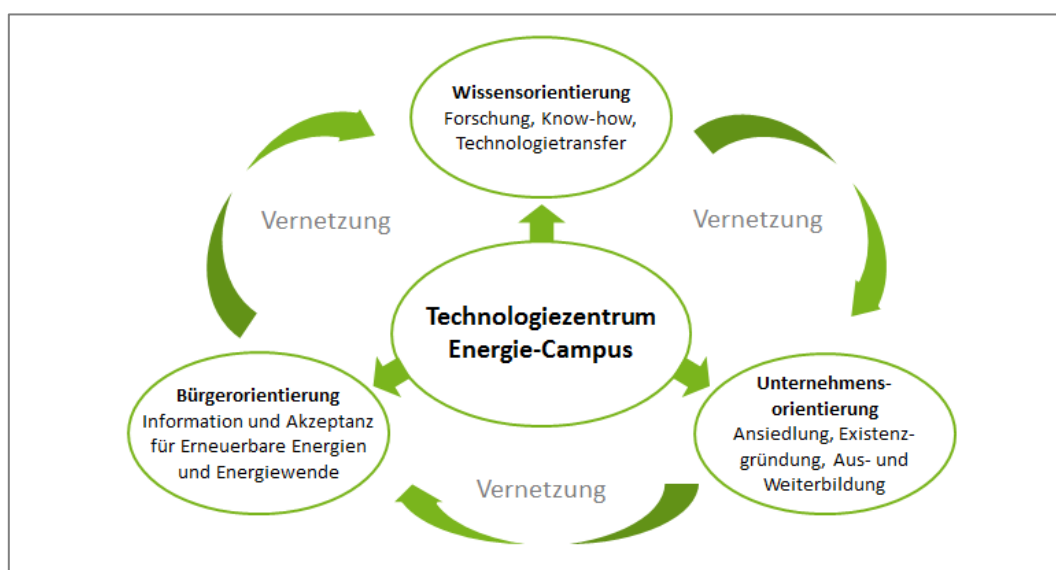 Wissensorientierung
Forschung, Know-how,
Technologietransfer
Vernetzung
Vernetzung
Technologiezentrum
Energie-Campus
Bürgerorientierung
Information und Akzeptanz
für Erneuerbare Energien
und Energiewende
Unternehmens-
orientierung
Ansiedlung, Existenz-
gründung, Aus- und
Weiterbildung
Vernetzung